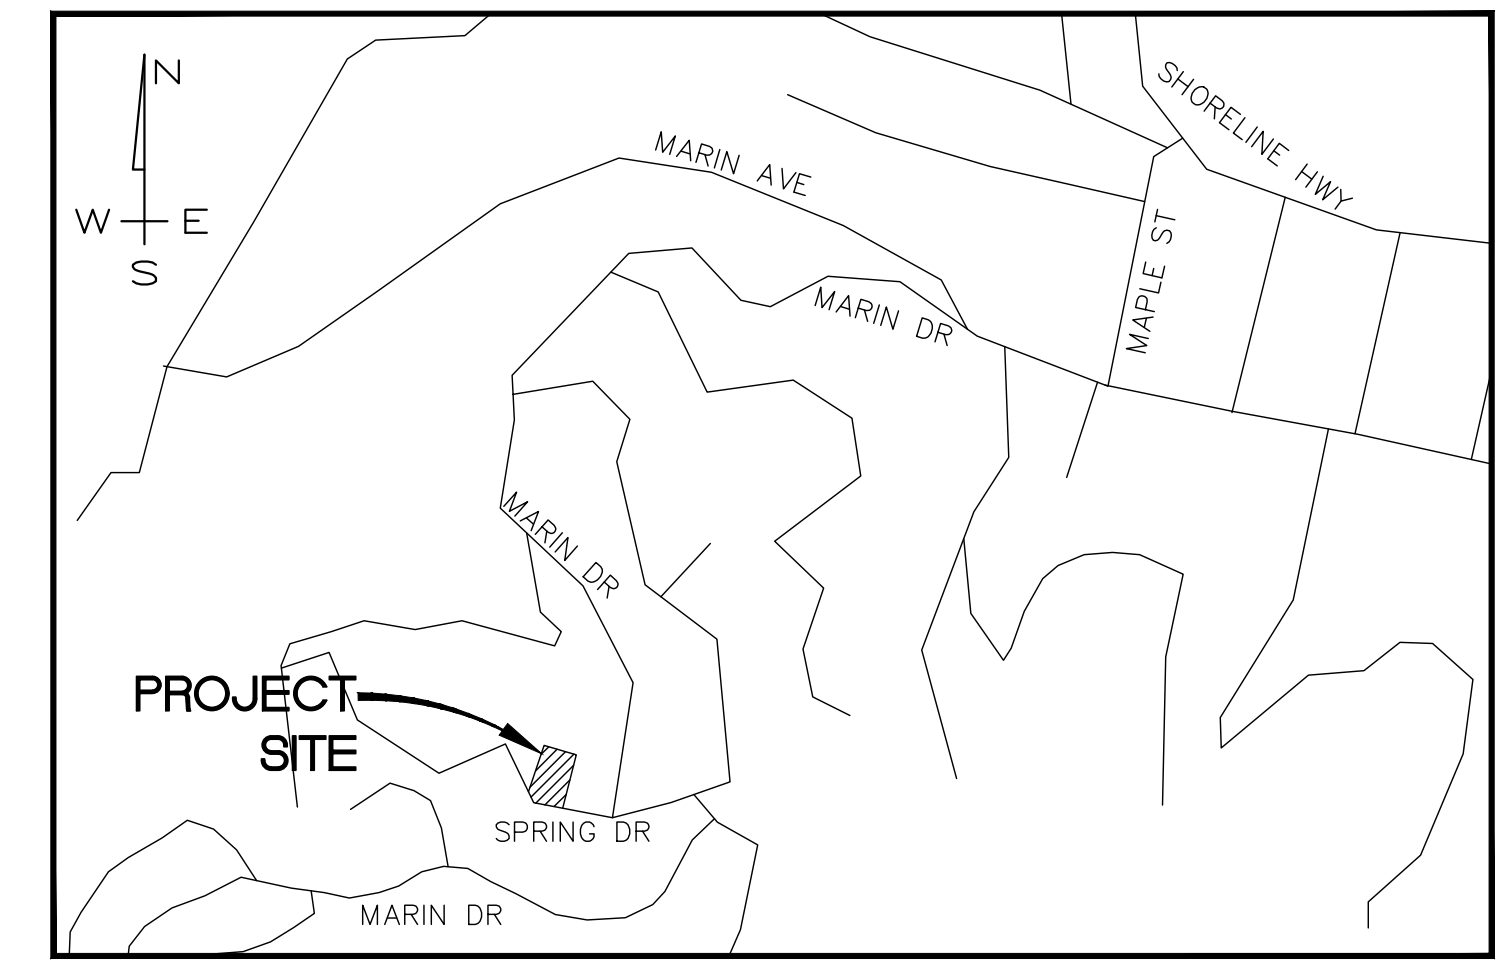 N
W E
S
SHORELINE HWY
MARIN AVE
MAPLE ST
MARIN DR
MARIN DR
PROJECT
SITE
SPRING DR
MARIN DR